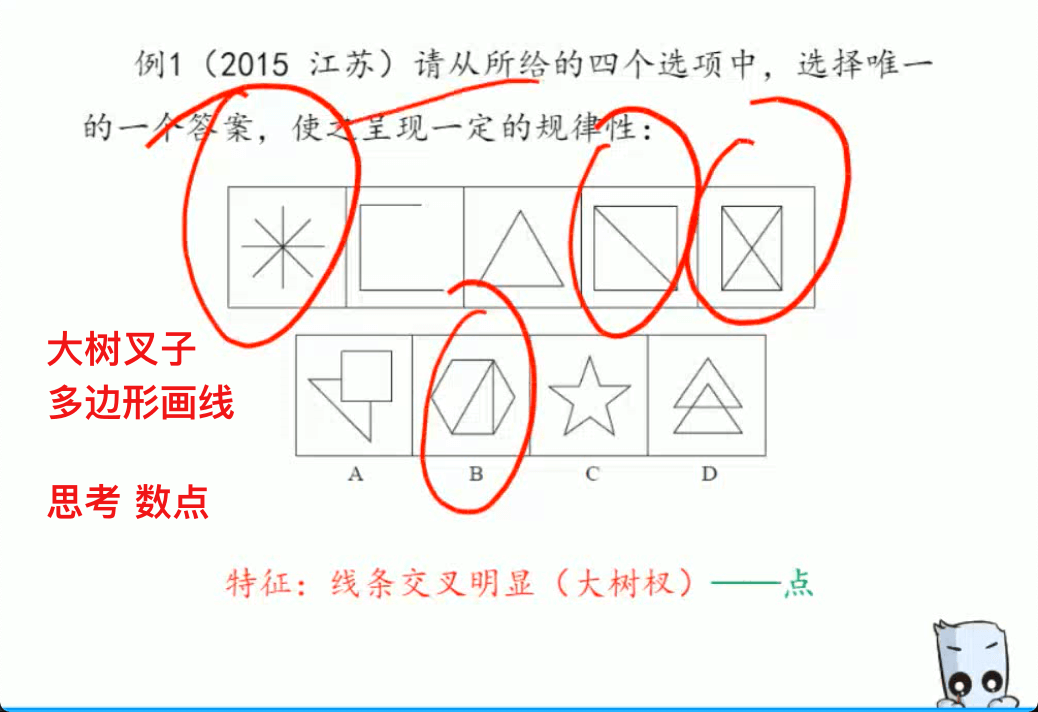 例1（2015 江苏）请从所给的四个选项中，选择唯一
的一个答案，使之呈现一定的规律性：
大树叉子
多边形画线
A B C D
思考 数点
特征：线条交叉明显（大树杈）——点